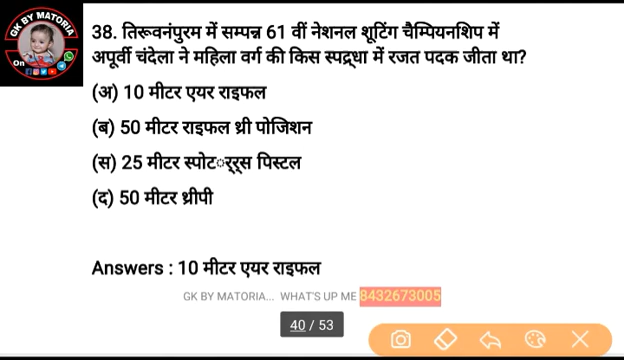 GK BY MATORIA
On
38. तिरूवनंपुरम में सम्पन्न 61 वीं नेशनल शूटिंग चैम्पियनशिप में
अपूर्वी चंदेला ने महिला वर्ग की किस स्पद्र्धा में रजत पदक जीता था?
(अ) 10 मीटर एयर राइफल
(ब) 50 मीटर राइफल थ्री पोजिशन
(स) 25 मीटर स्पोटर््र्स पिस्टल
(द) 50 मीटर थ्रीपी
Answers : 10 मीटर एयर राइफल
GK BY MATORIA... WHAT'S UP ME 8432673005
40 / 53